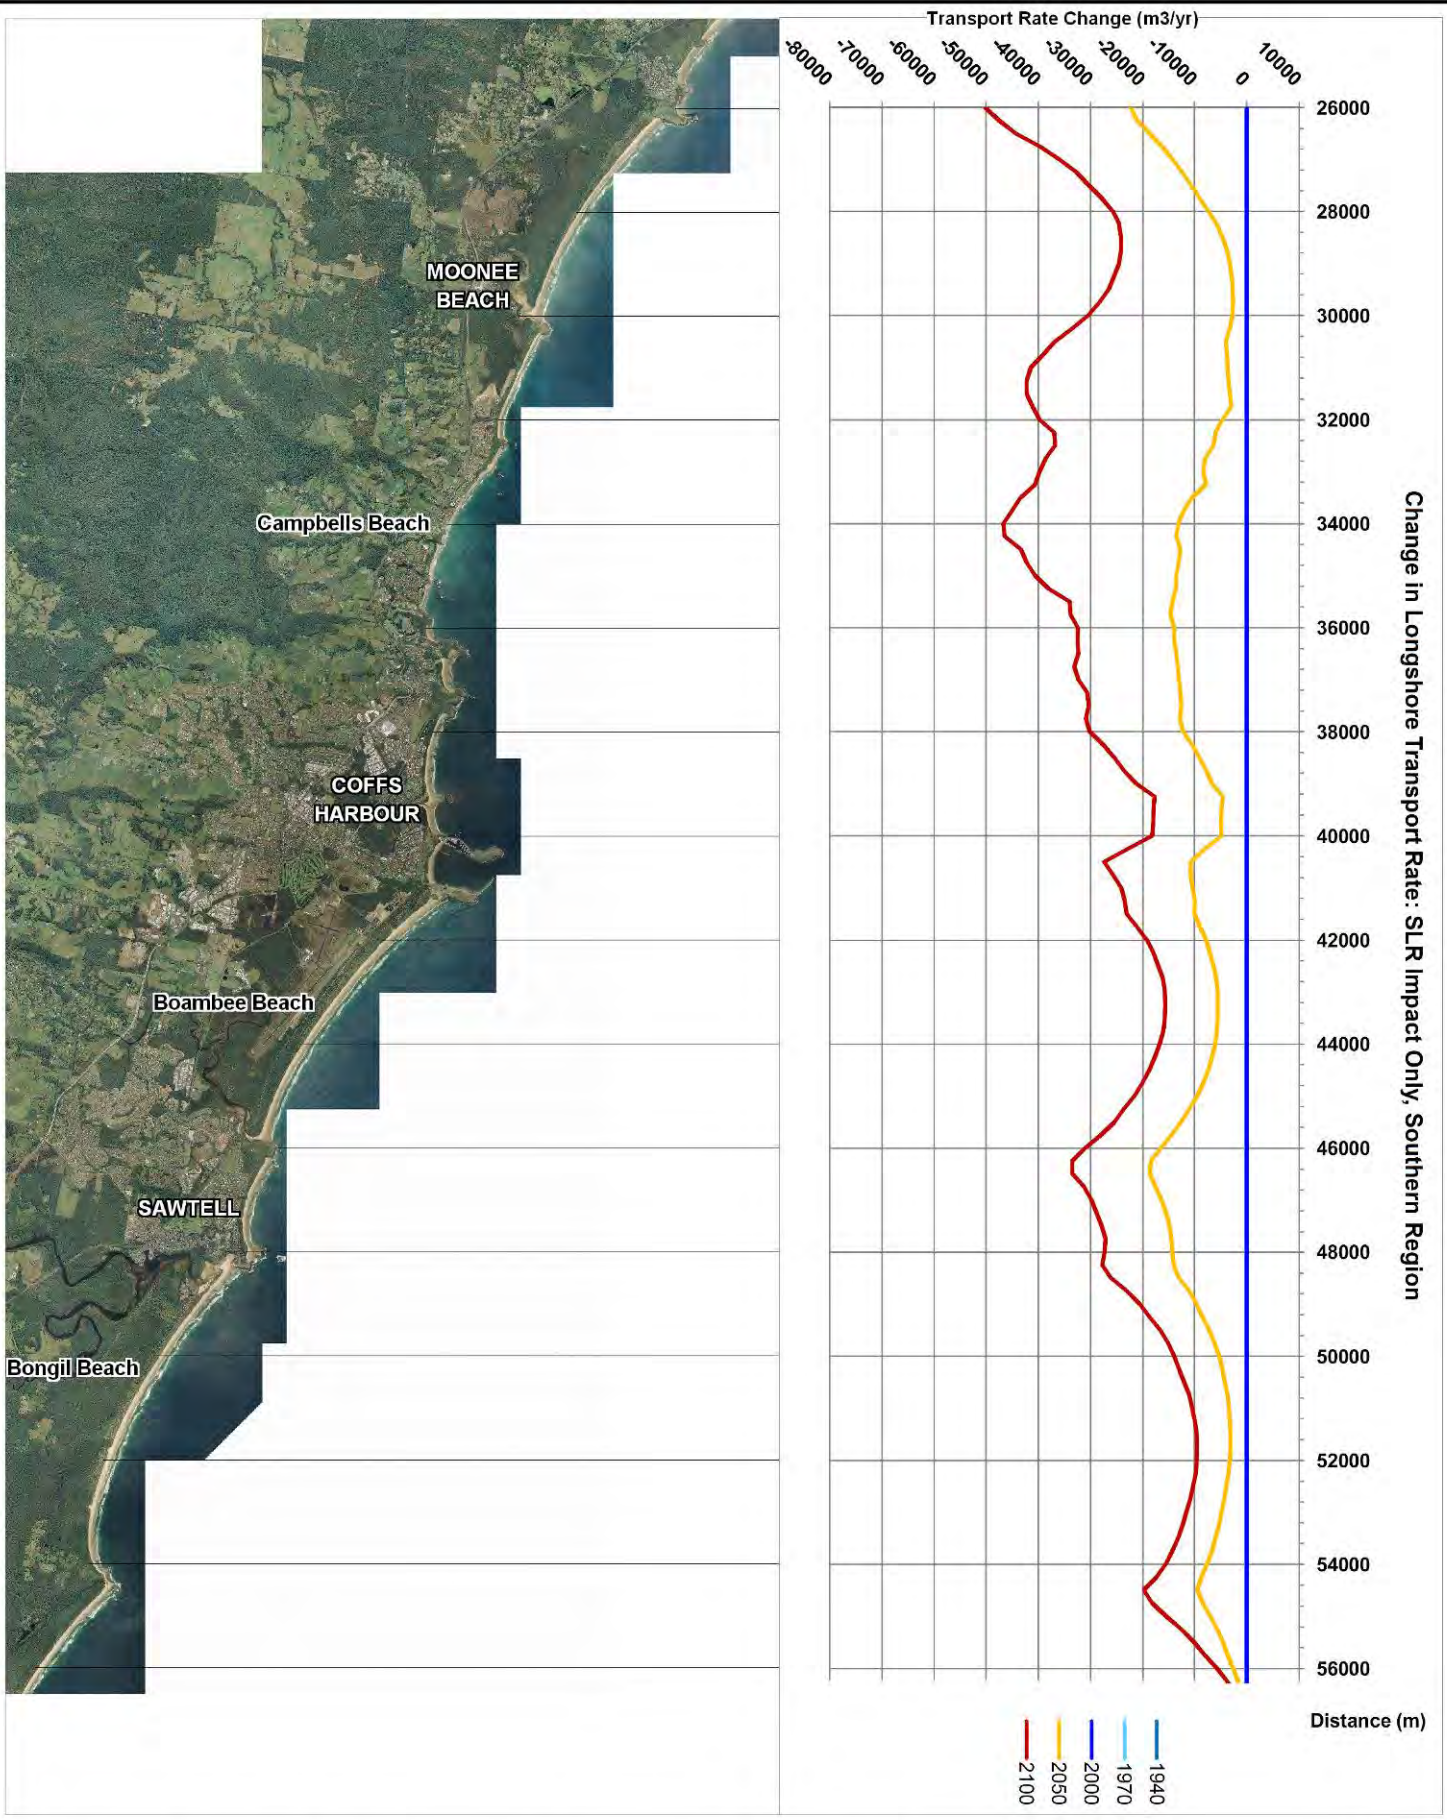 Transport Rate Change (m3/yr)
-80000
-70000
-60000
-50000
-40000
-30000
-20000
-10000
0
10000
26000
28000
30000
32000
34000
36000
38000
40000
42000
44000
46000
48000
50000
52000
54000
56000
Distance (m)
Change in Longshore Transport Rate: SLR Impact Only, Southern Region
MOONEE
BEACH
Campbells Beach
COFFS
HARBOUR
Boambee Beach
SAWTELL
Bongil Beach
1940
1970
2000
2050
2100